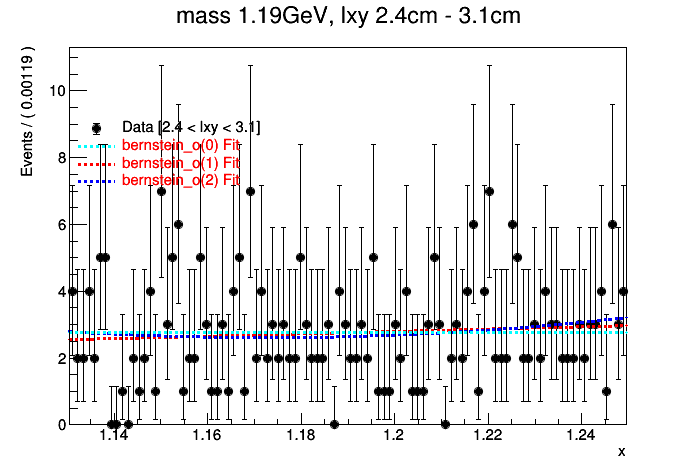 mass 1.19GeV, lxy 2.4cm - 3.1cm
Events / ( 0.00119 )
10
8
6
4
2
0
Data [2.4 < lxy < 3.1]
bernstein_o(0) Fit
bernstein_o(1) Fit
bernstein_o(2) Fit
1.14 1.16 1.18 1.2 1.22 1.24
x